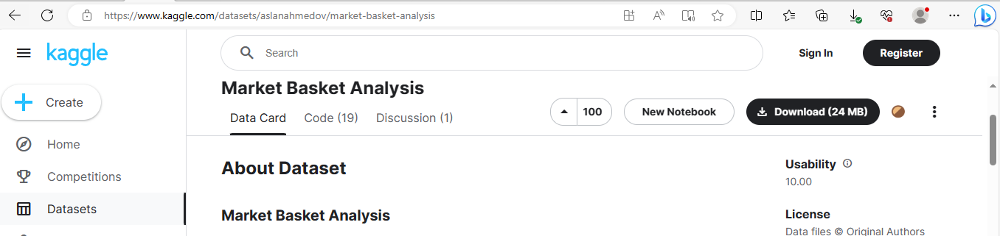 https://www.kaggle.com/datasets/aslanahmedov/market-basket-analysis
kaggle
Search
Sign In
Register
Create
Market Basket Analysis
Data Card
Code (19)
Discussion (1)
100
New Notebook
Download (24 MB)
Home
Competitions
Datasets
About Dataset
Market Basket Analysis
Usability
10.00
License
Data files © Original Authors